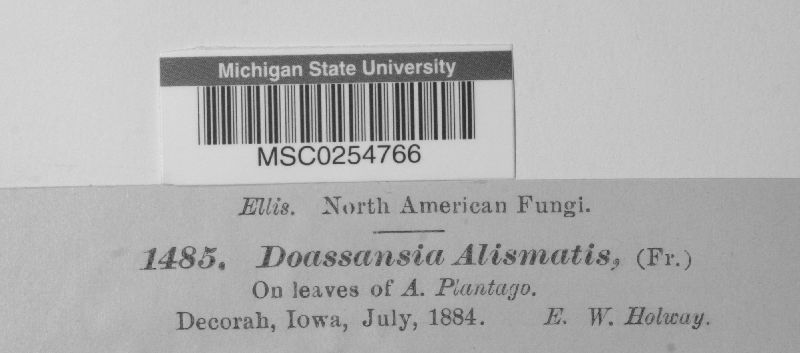 Michigan State University
MSC0254766
Ellis. North American Fungi.
1485. Doassansia Alismatis, (Fr.)
On leaves of A. Plantago.
Decorah, Iowa, July, 1884. E. W. Holway.